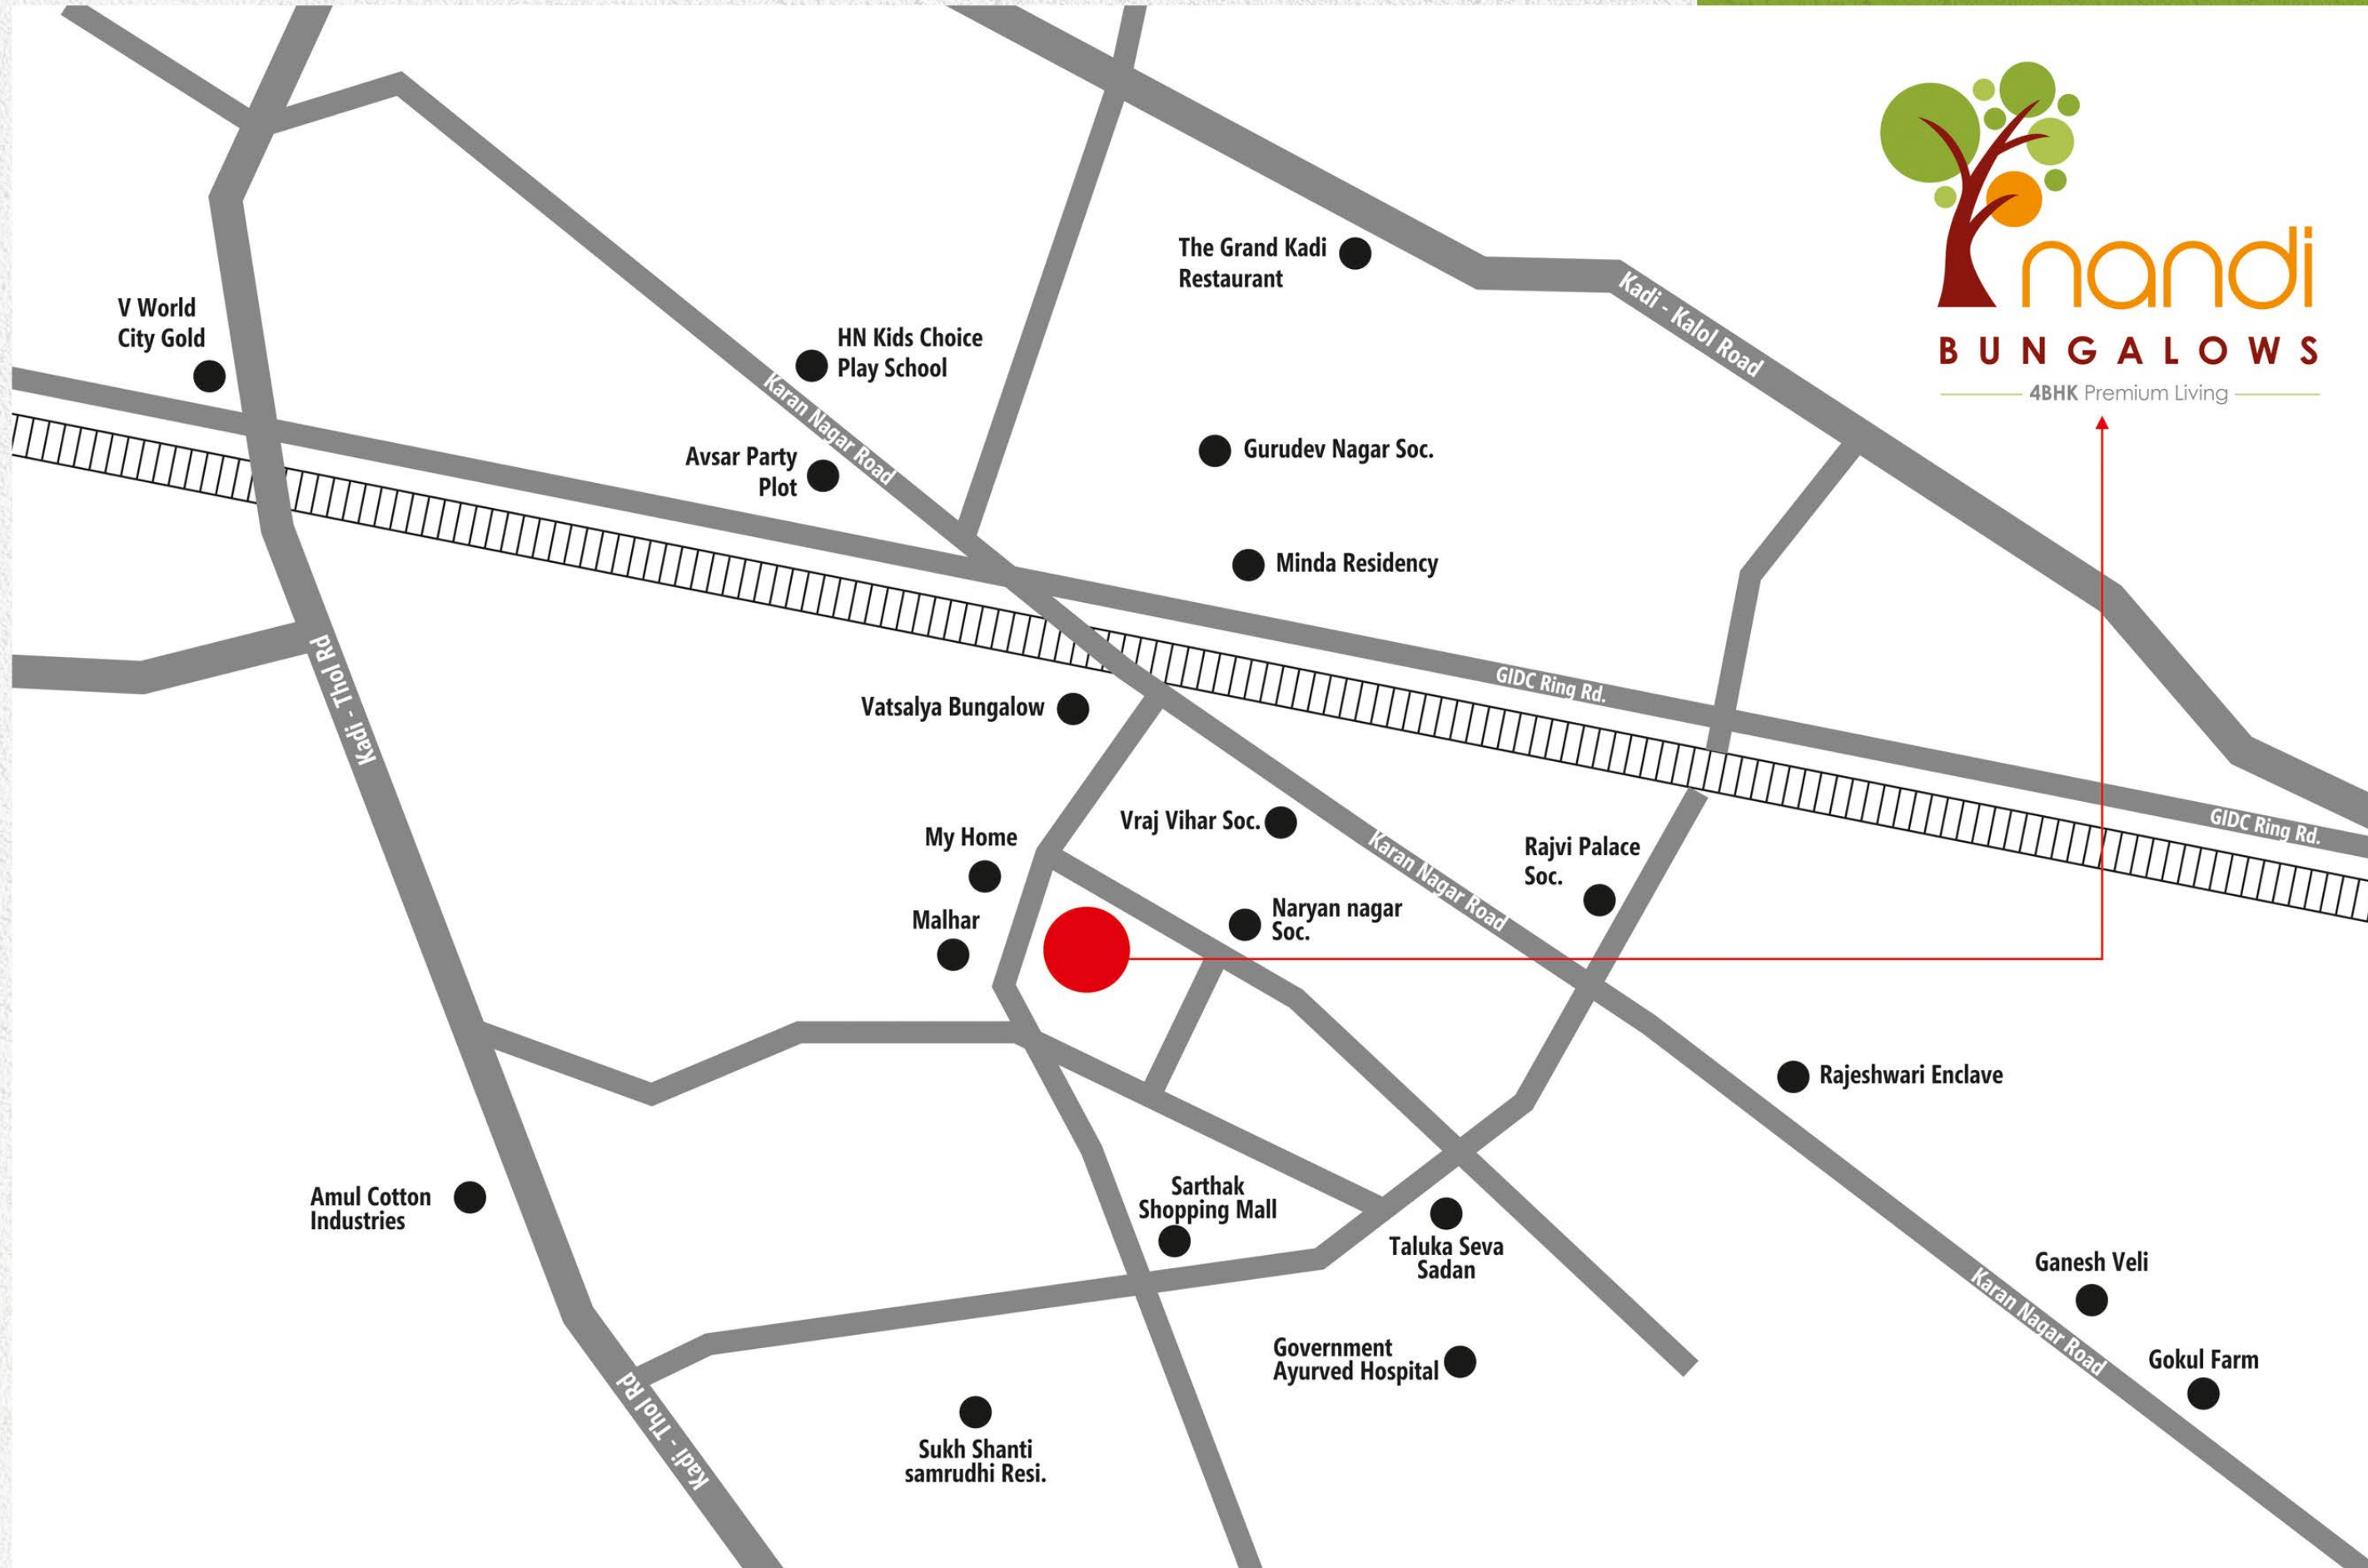 nandi
BUNGALOWS
4BHK Premium Living
The Grand Kadi
Restaurant
Kadi - Kalol Road
V World
City Gold
HN Kids Choice
Play School
Karan Nagar Road
Avsar Party
Plot
Gurudev Nagar Soc.
Minda Residency
Kadi - Thol Rd
GIDC Ring Rd.
Vatsalya Bungalow
GIDC Ring Rd.
Vraj Vihar Soc.
My Home
Karan Nagar Road
Rajvi Palace
Soc.
Malhar
Naryan nagar
Soc.
Rajeshwari Enclave
Amul Cotton
Industries
Sarthak
Shopping Mall
Taluka Seva
Sadan
Ganesh Veli
Karan Nagar Road
Government
Ayurved Hospital
Gokul Farm
Kadi - Thol Rd
Sukh Shanti
samrudhi Resi.